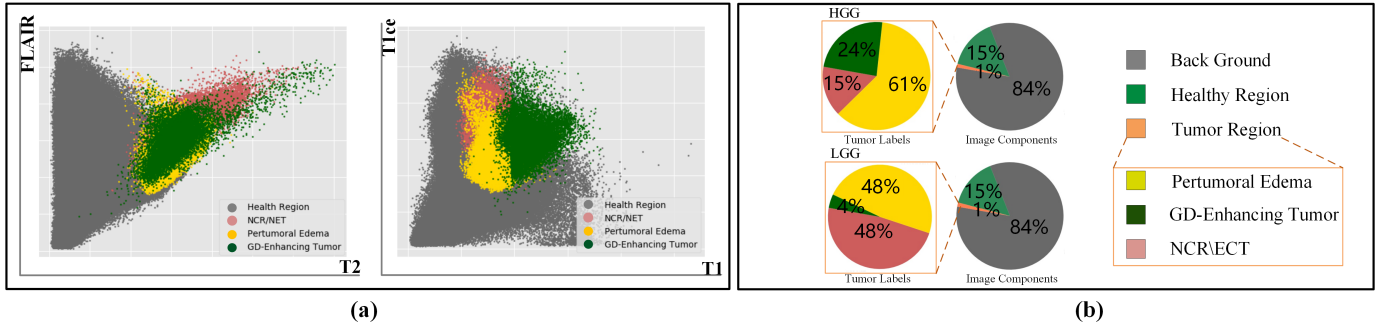 FLAIR
T2
Health Region
NCR/NET
Pertumoral Edema
GD-Enhancing Tumor
T1ce
T1
Health Region
NCR/NET
Pertumoral Edema
GD-Enhancing Tumor
(a)
HGG
24%
15%
61%
Tumor Labels
15%
1%
84%
Image Components
LGG
48%
4%
48%
Tumor Labels
15%
1%
84%
Image Components
Back Ground
Healthy Region
Tumor Region
Pertumoral Edema
GD-Enhancing Tumor
NCR\ECT
(b)